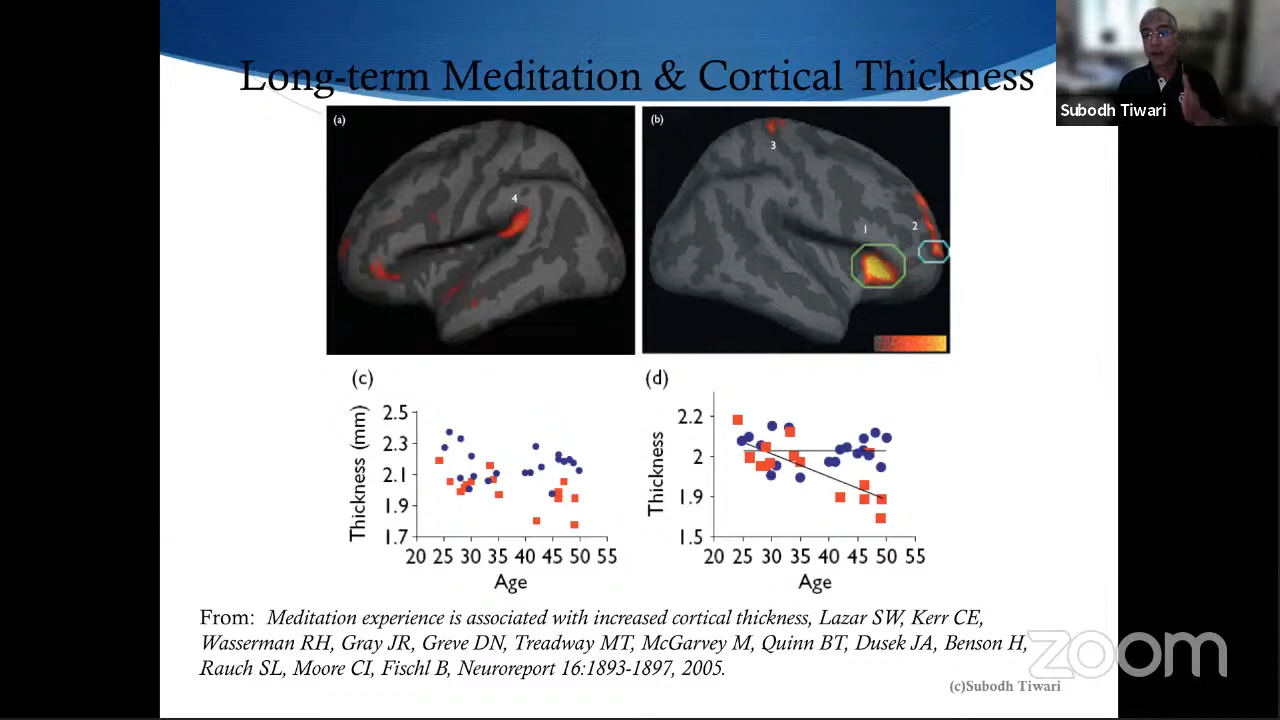 Long-term Meditation & Cortical Thickness
Subodh Tiwari
(a)
4
(b)
3
1
2
(c)
Thickness (mm)
2.5
2.3
2.1
1.9
1.7
20 25 30 35 40 45 50 55
Age
(d)
Thickness
2.2
2
1.9
1.5
20 25 30 35 40 45 50 55
Age
From: Meditation experience is associated with increased cortical thickness, Lazar SW, Kerr CE,
Wasserman RH, Gray JR, Greve DN, Treadway MT, McGarvey M, Quinn BT, Dusek JA, Benson H,
Rauch SL, Moore CI, Fischl B, Neuroreport 16:1893-1897, 2005.
zoom
(c)Subodh Tiwari